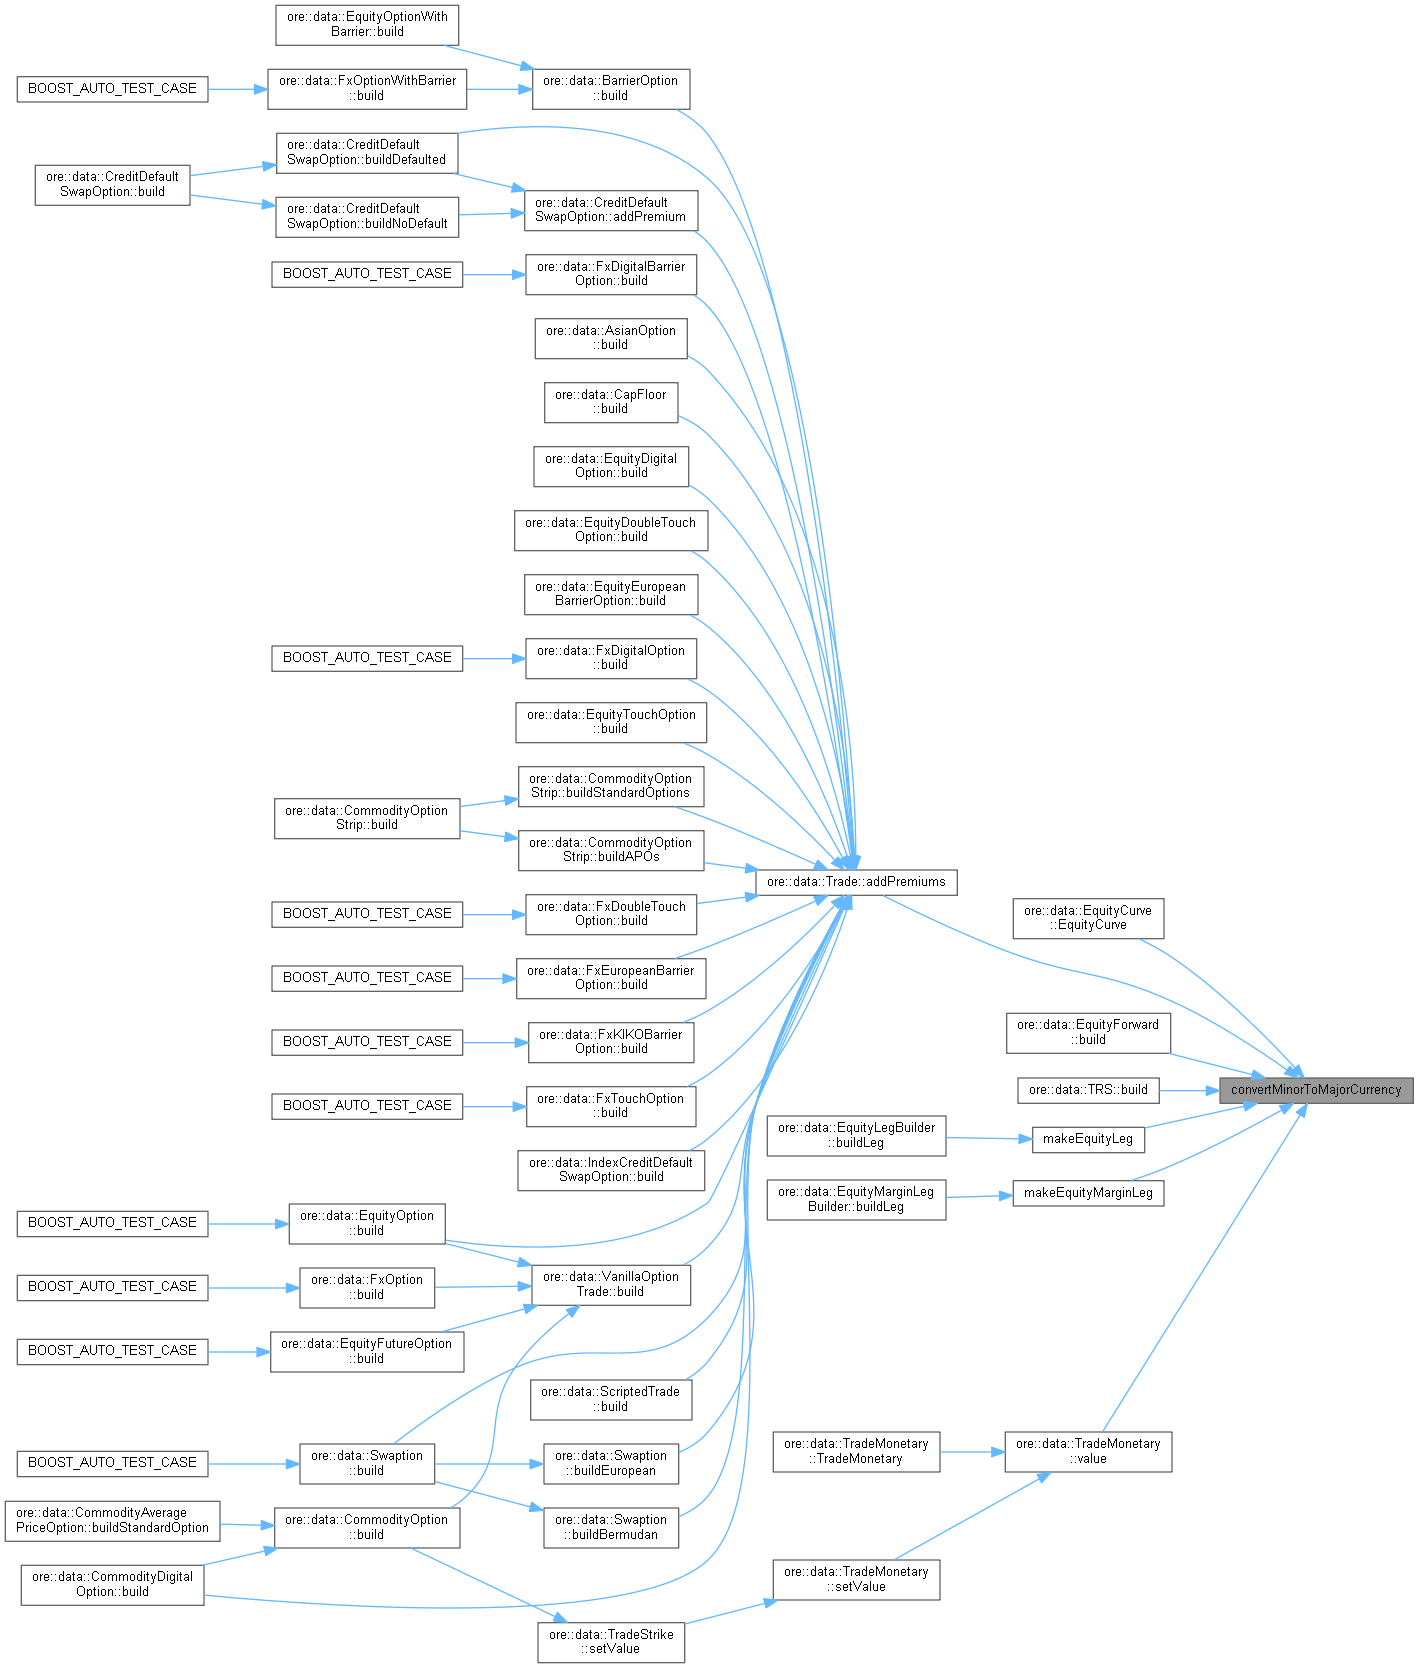 ore::data::EquityOptionWith
Barrier::build
BOOST_AUTO_TEST_CASE
ore::data::FxOptionWithBarrier
::build
ore::data::BarrierOption
::build
ore::data::CreditDefault
SwapOption::buildDefaulted
ore::data::CreditDefault
SwapOption::build
ore::data::CreditDefault
SwapOption::addPremium
ore::data::CreditDefault
SwapOption::buildNoDefault
BOOST_AUTO_TEST_CASE
ore::data::FxDigitalBarrier
Option::build
ore::data::AsianOption
::build
ore::data::CapFloor
::build
ore::data::EquityDigital
Option::build
ore::data::EquityDoubleTouch
Option::build
ore::data::EquityEuropean
BarrierOption::build
BOOST_AUTO_TEST_CASE
ore::data::FxDigitalOption
::build
ore::data::EquityTouchOption
::build
ore::data::CommodityOption
Strip::buildStandardOptions
ore::data::CommodityOption
Strip::build
ore::data::CommodityOption
Strip::buildAPOs
ore::data::Trade::addPremiums
BOOST_AUTO_TEST_CASE
ore::data::FxDoubleTouch
Option::build
ore::data::EquityCurve
::EquityCurve
BOOST_AUTO_TEST_CASE
ore::data::FxEuropeanBarrier
Option::build
BOOST_AUTO_TEST_CASE
ore::data::FxKIKOBarrier
Option::build
ore::data::EquityForward
::build
ore::data::TRS::build
convertMinorToMajorCurrency
BOOST_AUTO_TEST_CASE
ore::data::FxTouchOption
::build
ore::data::EquityLegBuilder
::buildLeg
makeEquityLeg
ore::data::IndexCreditDefault
SwapOption::build
ore::data::EquityMarginLeg
Builder::buildLeg
makeEquityMarginLeg
BOOST_AUTO_TEST_CASE
ore::data::EquityOption
::build
BOOST_AUTO_TEST_CASE
ore::data::FxOption
::build
ore::data::VanillaOption
Trade::build
BOOST_AUTO_TEST_CASE
ore::data::EquityFutureOption
::build
ore::data::ScriptedTrade
::build
BOOST_AUTO_TEST_CASE
ore::data::Swaption
::build
ore::data::Swaption
::buildEuropean
ore::data::TradeMonetary
::TradeMonetary
ore::data::TradeMonetary
::value
ore::data::CommodityAverage
PriceOption::buildStandardOption
ore::data::CommodityOption
::build
ore::data::Swaption
::buildBermudan
ore::data::CommodityDigital
Option::build
ore::data::TradeMonetary
::setValue
ore::data::TradeStrike
::setValue